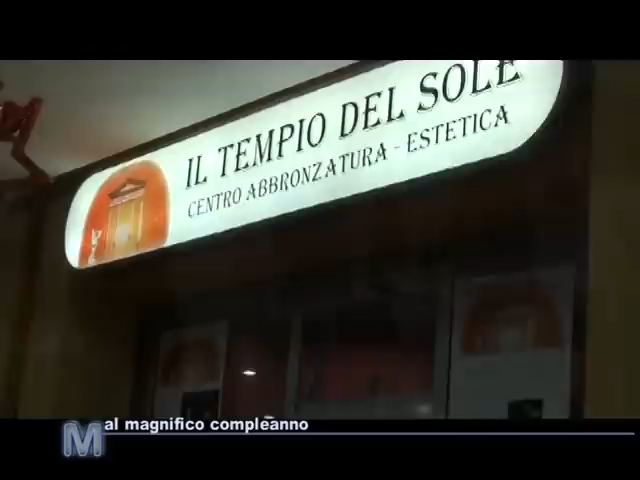 IL TEMPIO DEL SOLE
CENTRO ABBRONZATURA - ESTETICA
M al magnifico compleanno